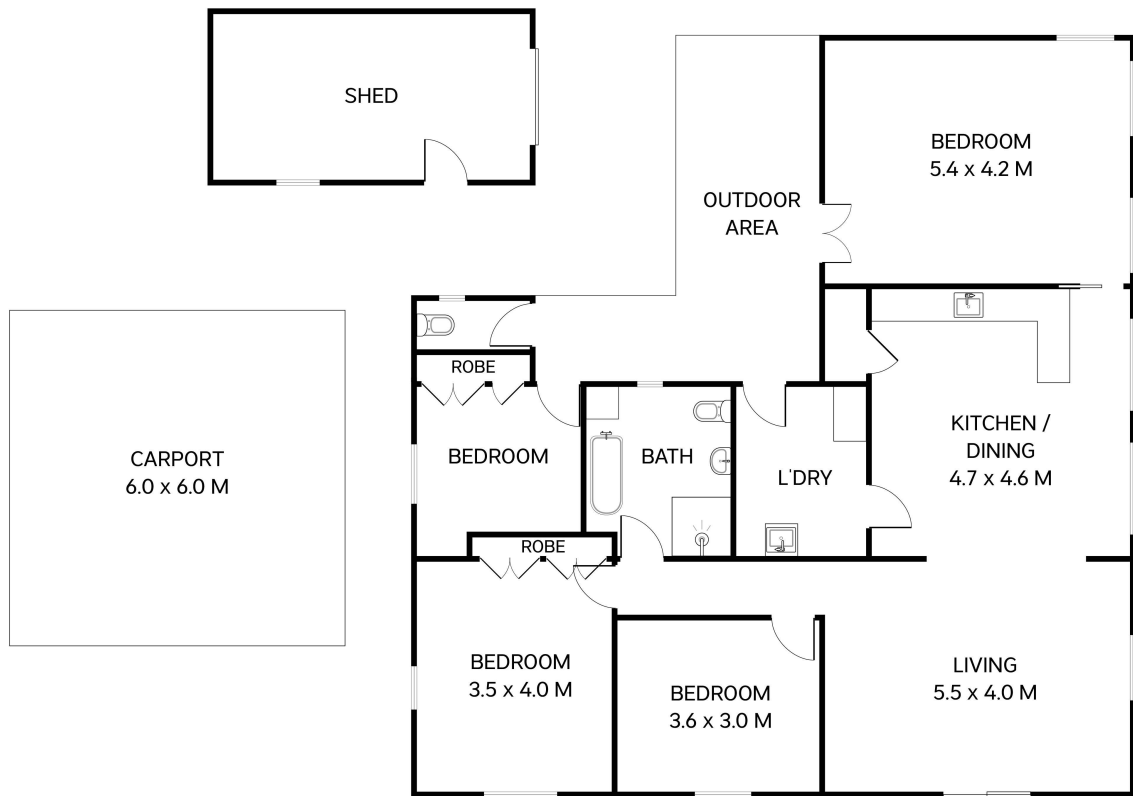 SHED
BEDROOM
5.4 x 4.2 M
OUTDOOR
AREA
ROBE
CARPORT
6.0 x 6.0 M
BEDROOM
BATH
L'DRY
KITCHEN /
DINING
4.7 x 4.6 M
ROBE
BEDROOM
3.5 x 4.0 M
BEDROOM
3.6 x 3.0 M
LIVING
5.5 x 4.0 M